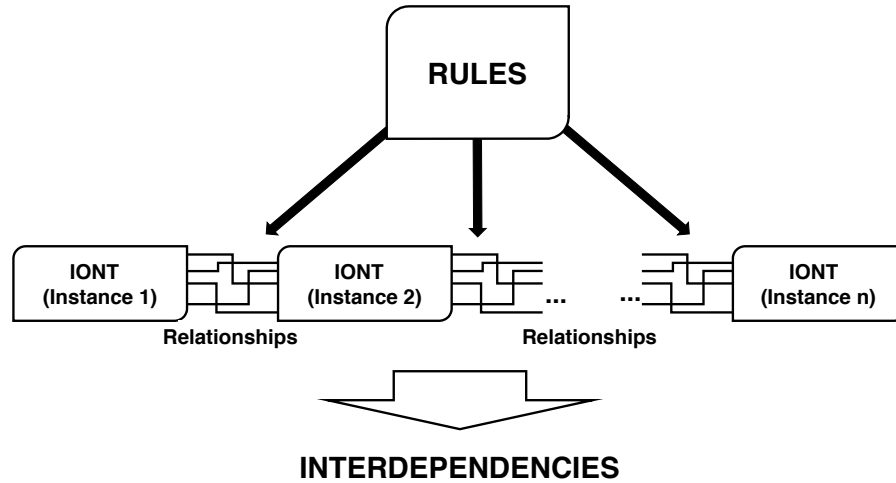 RULES
IONT
(Instance 1)
IONT
(Instance 2)
...
...
IONT
(Instance n)
Relationships
Relationships
INTERDEPENDENCIES